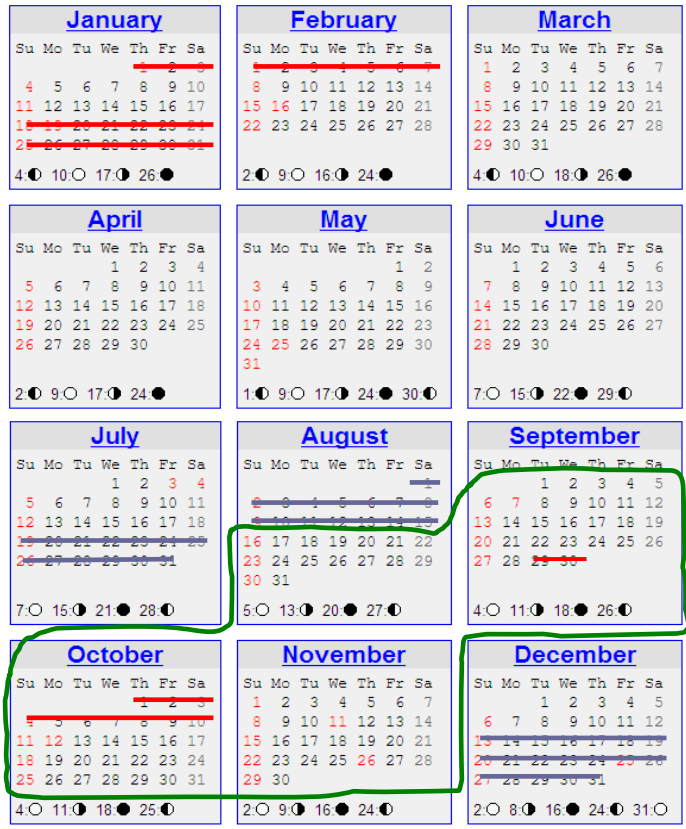 January
Su Mo Tu We Th Fr Sa
1 2 3
4 5 6 7 8 9 10
11 12 13 14 15 16 17
18 19 20 21 22 23 24
25 26 27 28 29 30 31
4:◐ 10:○ 17:◑ 26:●
February
Su Mo Tu We Th Fr Sa
1 2 3 4 5 6 7
8 9 10 11 12 13 14
15 16 17 18 19 20 21
22 23 24 25 26 27 28
2:◐ 9:○ 16:◑ 24:●
March
Su Mo Tu We Th Fr Sa
1 2 3 4 5 6 7
8 9 10 11 12 13 14
15 16 17 18 19 20 21
22 23 24 25 26 27 28
29 30 31
4:◐ 10:○ 18:◑ 26:●
April
Su Mo Tu We Th Fr Sa
1 2 3 4
5 6 7 8 9 10 11
12 13 14 15 16 17 18
19 20 21 22 23 24 25
26 27 28 29 30
2:◐ 9:○ 17:◑ 24:●
May
Su Mo Tu We Th Fr Sa
1 2
3 4 5 6 7 8 9
10 11 12 13 14 15 16
17 18 19 20 21 22 23
24 25 26 27 28 29 30
31
1:◐ 9:○ 17:◑ 24:● 30:◐
June
Su Mo Tu We Th Fr Sa
1 2 3 4 5 6
7 8 9 10 11 12 13
14 15 16 17 18 19 20
21 22 23 24 25 26 27
28 29 30
7:○ 15:◑ 22:● 29:◐
July
Su Mo Tu We Th Fr Sa
1 2 3 4
5 6 7 8 9 10 11
12 13 14 15 16 17 18
19 20 21 22 23 24 25
26 27 28 29 30 31
7:○ 15:◑ 21:● 28:◐
August
Su Mo Tu We Th Fr Sa
1
2 3 4 5 6 7 8
9 10 11 12 13 14 15
16 17 18 19 20 21 22
23 24 25 26 27 28 29
30 31
5:○ 13:◑ 20:● 27:◐
September
Su Mo Tu We Th Fr Sa
1 2 3 4 5
6 7 8 9 10 11 12
13 14 15 16 17 18 19
20 21 22 23 24 25 26
27 28 29 30
4:○ 11:◑ 18:● 26:◐
October
Su Mo Tu We Th Fr Sa
1 2 3
4 5 6 7 8 9 10
11 12 13 14 15 16 17
18 19 20 21 22 23 24
25 26 27 28 29 30 31
4:○ 11:◑ 18:● 25:◐
November
Su Mo Tu We Th Fr Sa
1 2 3 4 5 6 7
8 9 10 11 12 13 14
15 16 17 18 19 20 21
22 23 24 25 26 27 28
29 30
2:○ 9:◑ 16:● 24:◐
December
Su Mo Tu We Th Fr Sa
1 2 3 4 5
6 7 8 9 10 11 12
13 14 15 16 17 18 19
20 21 22 23 24 25 26
27 28 29 30 31
2:○ 8:◑ 16:● 24:◐ 31:○